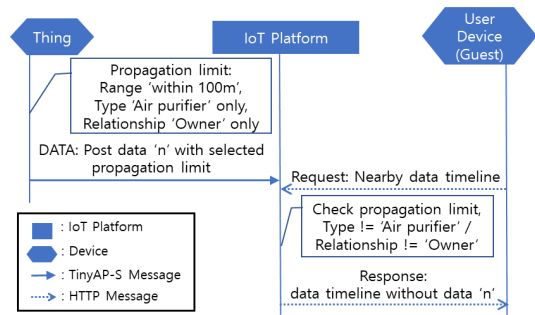 Thing
IoT Platform
User
Device
(Guest)
Propagation limit:
Range ‘within 100m’,
Type ‘Air purifier’ only,
Relationship ‘Owner’ only
DATA: Post data ‘n’ with selected
propagation limit
Request: Nearby data timeline
Check propagation limit,
Type != ‘Air purifier’ /
Relationship != ‘Owner’
Response:
data timeline without data ‘n’
: IoT Platform
: Device
: TinyAP-S Message
: HTTP Message